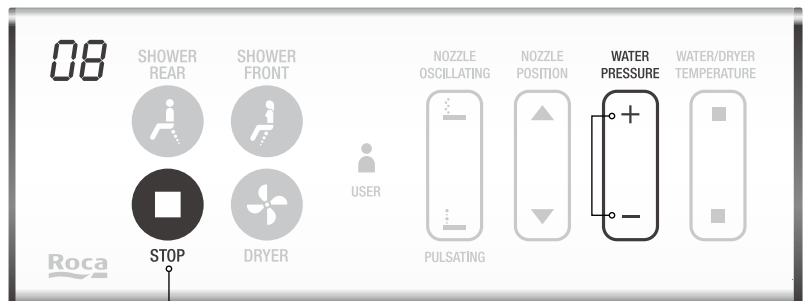 08
SHOWER
REAR
SHOWER
FRONT
NOZZLE
OSCILLATING
NOZZLE
POSITION
WATER
PRESSURE
WATER/DRYER
TEMPERATURE
+
−
USER
STOP
DRYER
PULSATING
Roca